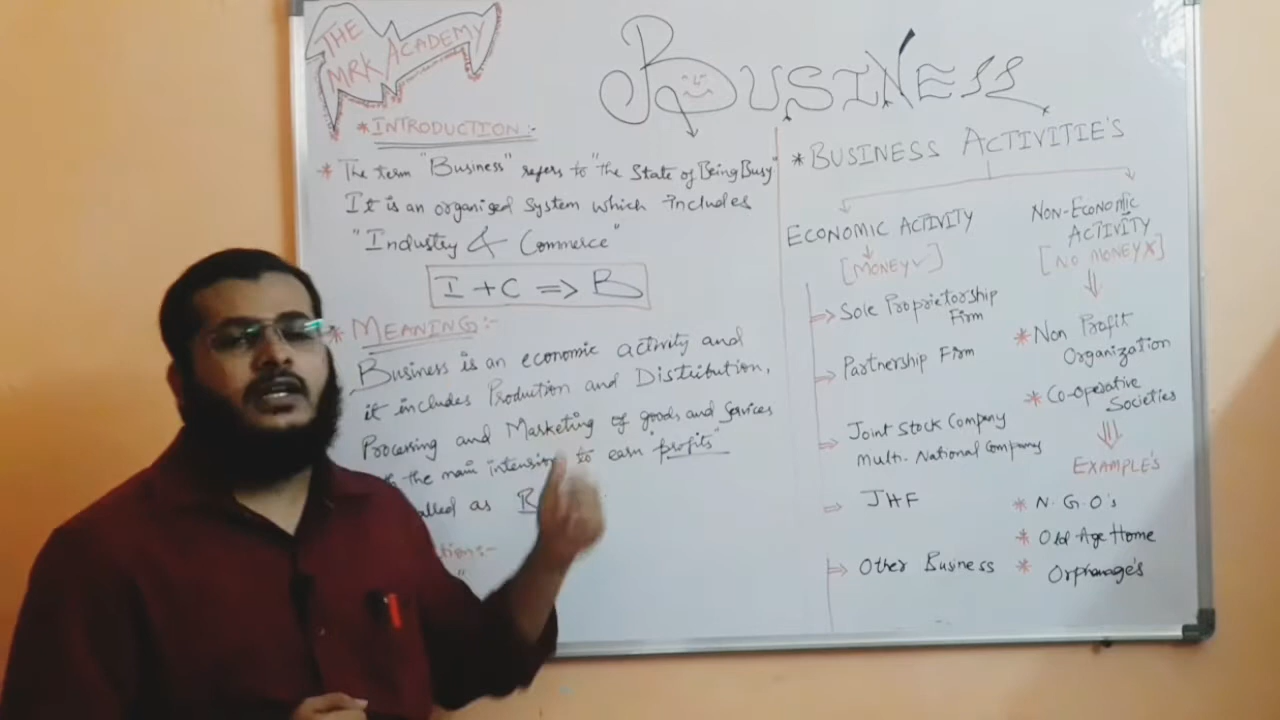 THE
MRK ACADEMY
BUSINESS
* INTRODUCTION:-
* The term "Business" refers to "the State of Being Busy"
It is an organized system which includes
"Industry & Commerce"
I + C => B
* MEANING:-
Business is an economic activity and
it includes Production and Distribution,
Processing and Marketing of goods and services
the main intension to earn "profits"
called as B
tion:-
"
* BUSINESS ACTIVITIE'S
ECONOMIC ACTIVITY
[MONEY✓]
⇒ Sole Proprietorship
Firm
⇒ Partnership Firm
⇒ Joint Stock Company
Multi-National Company
⇒ JHF
⇒ Other Business
NON-ECONOMIC
ACTIVITY
[NO MONEY X]
* Non Profit
Organization
* Co-operative
Societies
EXAMPLE'S
* N.G.O's
* Old Age Home
* Orphanage's